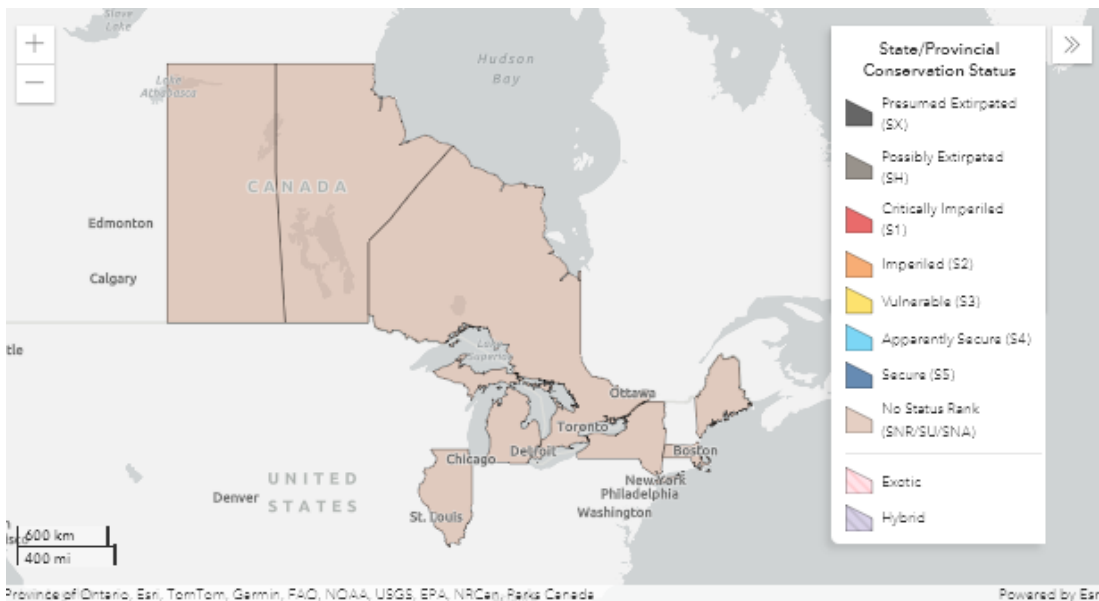 Slave
Lake
Hudson
Bay
+
−
Lake
Athabasca
CANADA
Edmonton
Calgary
tle
Lake
Superior
Ottawa
Toronto
Chicago
Detroit
Boston
UNITED
STATES
Denver
New York
Philadelphia
Washington
St. Louis
600 km
400 mi
State/Provincial
Conservation Status
Presumed Extirpated
(SX)
Possibly Extirpated
(SH)
Critically Imperiled
(S1)
Imperiled (S2)
Vulnerable (S3)
Apparently Secure (S4)
Secure (S5)
No Status Rank
(SNR/SU/SNA)
Exotic
Hybrid
Province of Ontario, Esri, TomTom, Garmin, FAO, NOAA, USGS, EPA, NRCan, Parks Canada
Powered by Esr